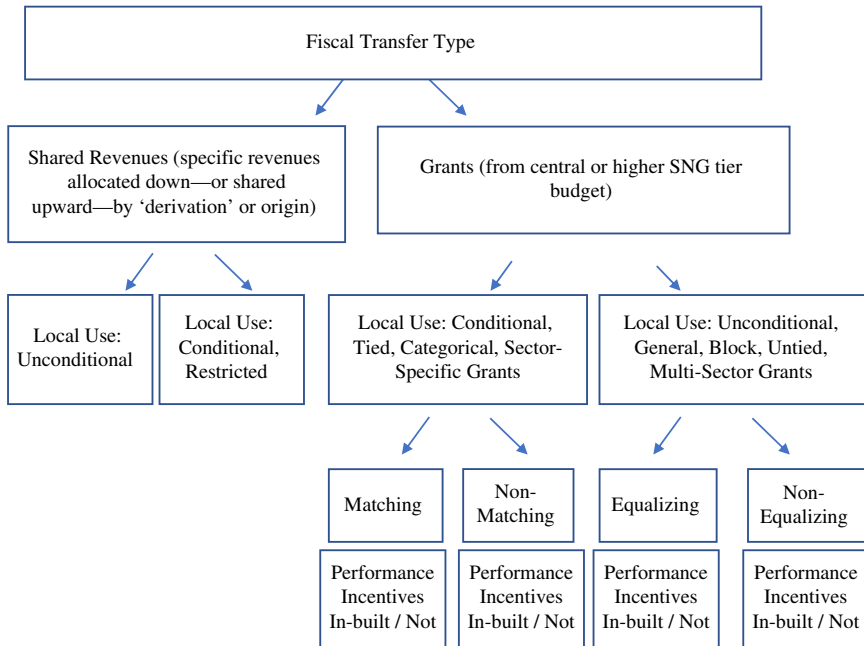 Fiscal Transfer Type
Shared Revenues (specific revenues
allocated down—or shared
upward—by ‘derivation’ or origin)
Grants (from central or higher SNG tier
budget)
Local Use:
Unconditional
Local Use:
Conditional,
Restricted
Local Use: Conditional,
Tied, Categorical, Sector-
Specific Grants
Local Use: Unconditional,
General, Block, Untied,
Multi-Sector Grants
Matching
Non-
Matching
Equalizing
Non-
Equalizing
Performance
Incentives
In-built / Not
Performance
Incentives
In-built / Not
Performance
Incentives
In-built / Not
Performance
Incentives
In-built / Not